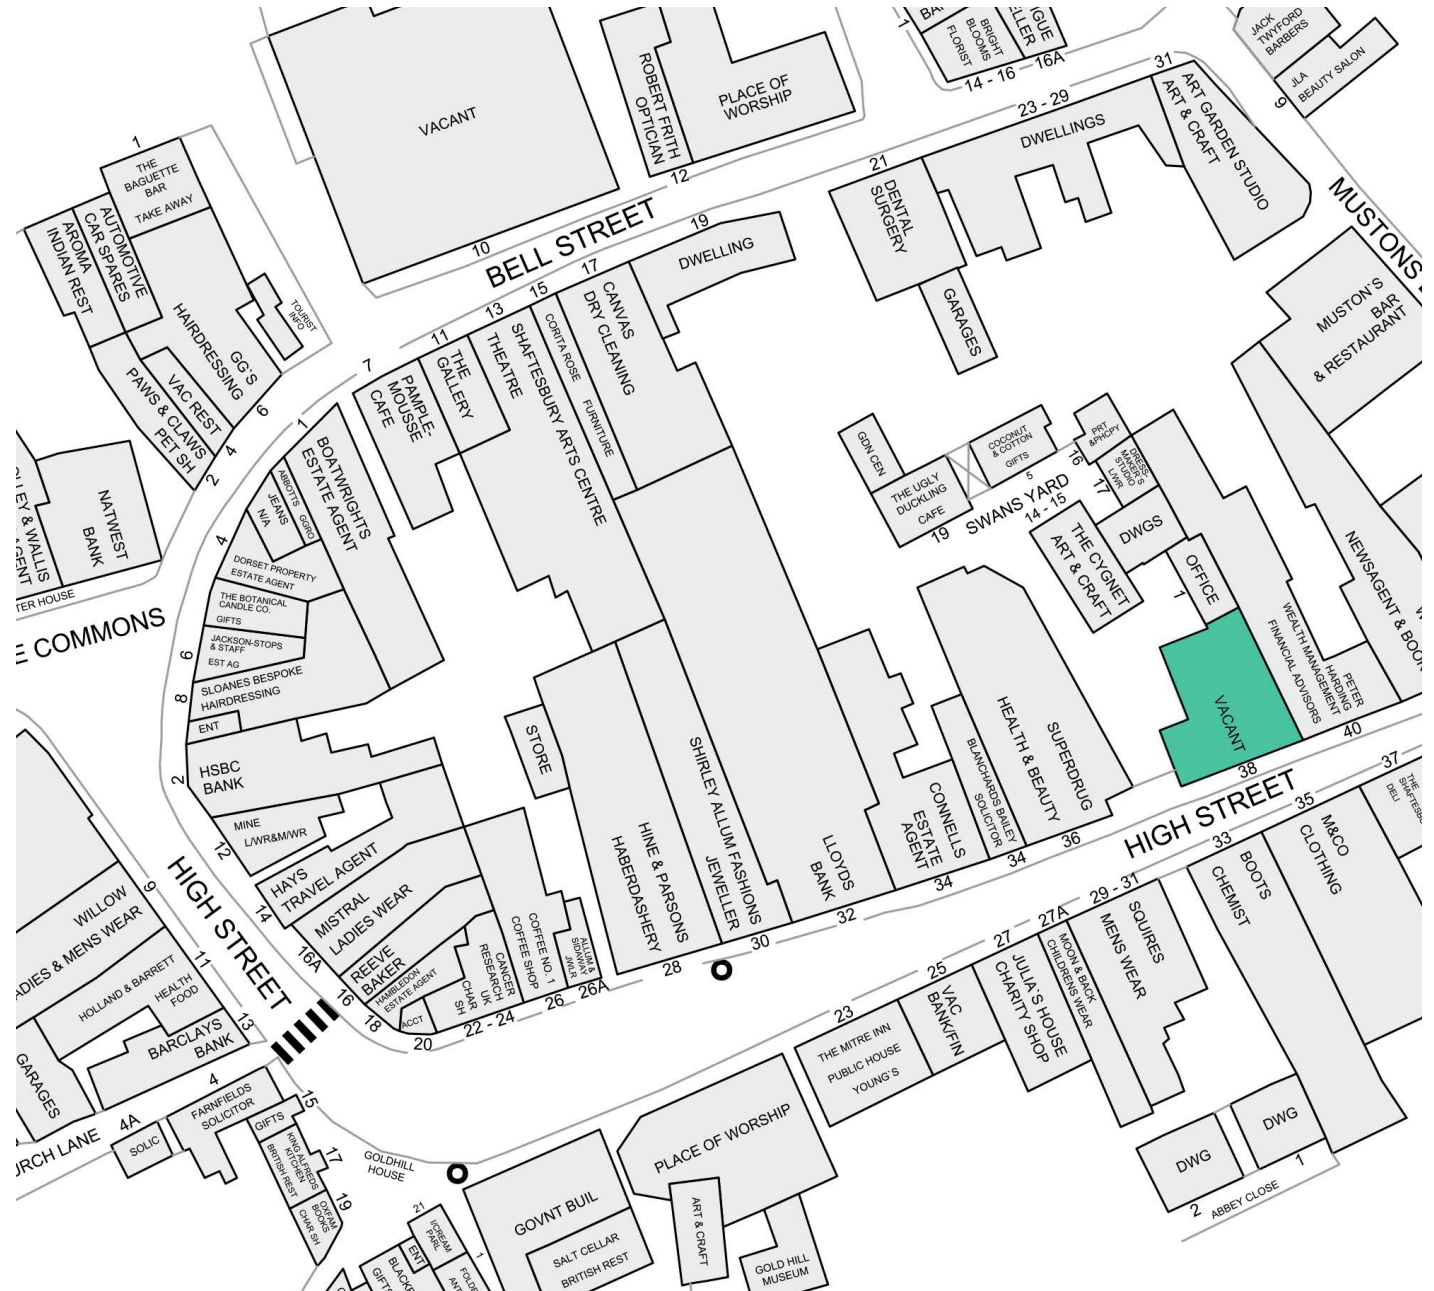 VACANT
10
BELL STREET
ROBERT FRITH
OPTICIAN
12
PLACE OF
WORSHIP
BRIGHT
BLOOMS
FLORIST
14 - 16
16A
1
JACK
TWYFORD
BARBERS
JLA
BEAUTY SALON
9
MUSTONS
31
ART GARDEN STUDIO
ART & CRAFT
23 - 29
DWELLINGS
21
DENTAL
SURGERY
GARAGES
19
DWELLING
17
CANVAS
DRY CLEANING
15
CORITA ROSE
FURNITURE
13
SHAFTESBURY ARTS CENTRE
THEATRE
11
THE
GALLERY
7
PAMPLE-
MOUSSE
CAFE
1
THE
BAGUETTE
BAR
TAKE AWAY
AUTOMOTIVE
CAR SPARES
AROMA
INDIAN REST
GG'S
HAIRDRESSING
TOURIST
INFO
VAC REST
PAWS & CLAWS
PET SH
6
4
2
NATWEST
BANK
LEY & WALLIS
GENT
TER HOUSE
E COMMONS
1
BOATWRIGHTS
ESTATE AGENT
ABBOTTS
GGRO
JEANS
N/A
4
DORSET PROPERTY
ESTATE AGENT
THE BOTANICAL
CANDLE CO.
GIFTS
JACKSON-STOPS
& STAFF
EST AG
6
SLOANES BESPOKE
HAIRDRESSING
8
ENT
2
HSBC
BANK
MINE
L/WR&M/WR
12
HAYS
TRAVEL AGENT
14
MISTRAL
LADIES WEAR
16A
REEVE
BAKER
16
HAMBLEDON
ESTATE AGENT
18
ACCT
20
CANCER
RESEARCH
UK
CHAR
SH
22 - 24
COFFEE NO. 1
COFFEE SHOP
26
ALLUM &
SIDAWAY
JWLR
26A
STORE
HINE & PARSONS
HABERDASHERY
28
SHIRLEY ALLUM FASHIONS
JEWELLER
30
LLOYDS
BANK
32
CONNELLS
ESTATE
AGENT
34
BLANCHARDS BAILEY
SOLICITOR
34
SUPERDRUG
HEALTH & BEAUTY
36
VACANT
38
HIGH STREET
OFFICE
1
PETER
HARDING
WEALTH MANAGEMENT
FINANCIAL ADVISORS
40
NEWSAGENT & BOO
MUSTON'S
BAR
& RESTAURANT
GDN CEN
THE UGLY
DUCKLING
CAFE
19
COCONUT
& COTTON
GIFTS
5
SWANS YARD
14 - 15
THE CYGNET
ART & CRAFT
PRT
&PHCPY
16
DRESS-
MAKER'S
STUDIO
L/WR
17
DWGS
37
THE
SHAFTESB
DELI
35
M&CO
CLOTHING
33
BOOTS
CHEMIST
29 - 31
SQUIRES
MENS WEAR
27A
MOON & BACK
CHILDRENS WEAR
27
JULIA'S HOUSE
CHARITY SHOP
25
VAC
BANK/FIN
23
THE MITRE INN
PUBLIC HOUSE
YOUNG'S
PLACE OF WORSHIP
ART & CRAFT
GOLD HILL
MUSEUM
GOVNT BUIL
SALT CELLAR
BRITISH REST
DWG
DWG
2
1
ABBEY CLOSE
HIGH STREET
9
WILLOW
ADIES & MENS WEAR
11
HOLLAND & BARRETT
HEALTH
FOOD
13
BARCLAYS
BANK
GARAGES
URCH LANE
4A
SOLIC
4
FARNFIELDS
SOLICITOR
15
GIFTS
17
KING ALFREDS
KITCHEN
BRITISH REST
19
OXFAM
BOOKS
CHAR SH
GOLDHILL
HOUSE
21
I/CREAM
PARL
ENT
GIFT
1